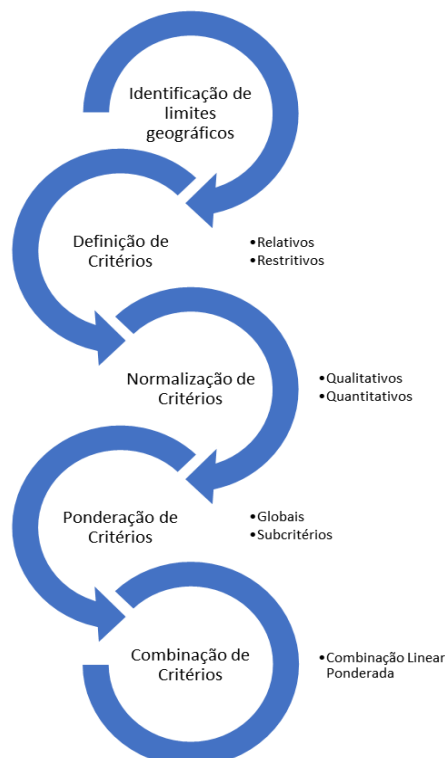 Identificação de
limites
geográficos
Definição de
Critérios
•Relativos
•Restritivos
Normalização de
Critérios
•Qualitativos
•Quantitativos
Ponderação de
Critérios
•Globais
•Subcritérios
Combinação de
Critérios
•Combinação Linear
Ponderada